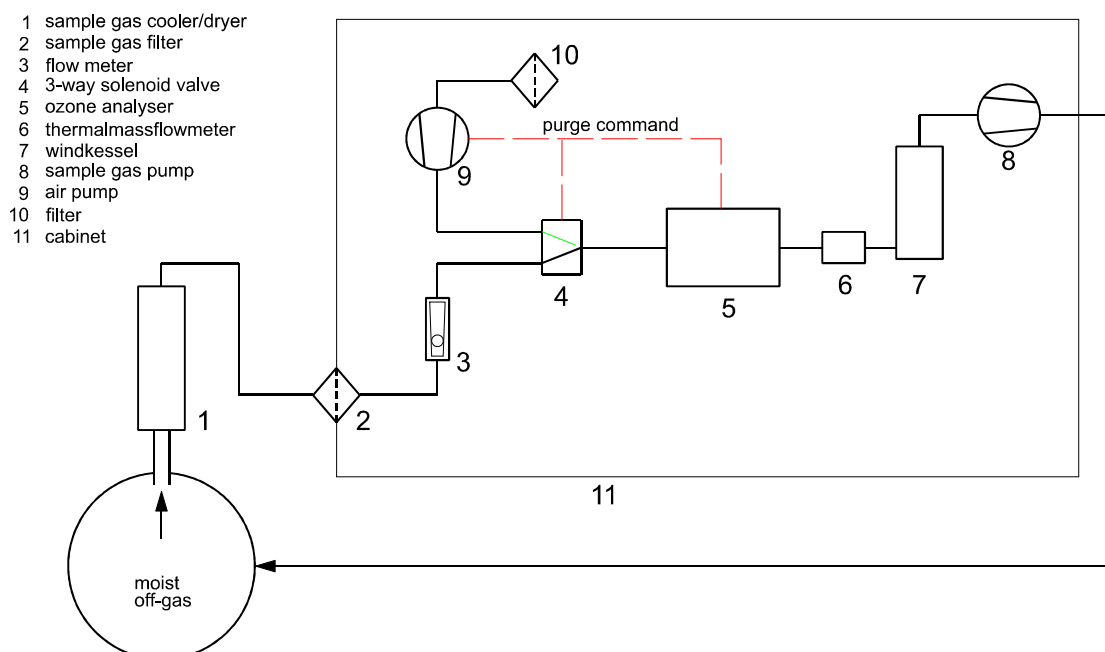 1 sample gas cooler/dryer
2 sample gas filter
3 flow meter
4 3-way solenoid valve
5 ozone analyser
6 thermalmassflowmeter
7 windkessel
8 sample gas pump
9 air pump
10 filter
11 cabinet
10
purge command
9
8
4
5
6
7
3
1
2
11
moist
off-gas